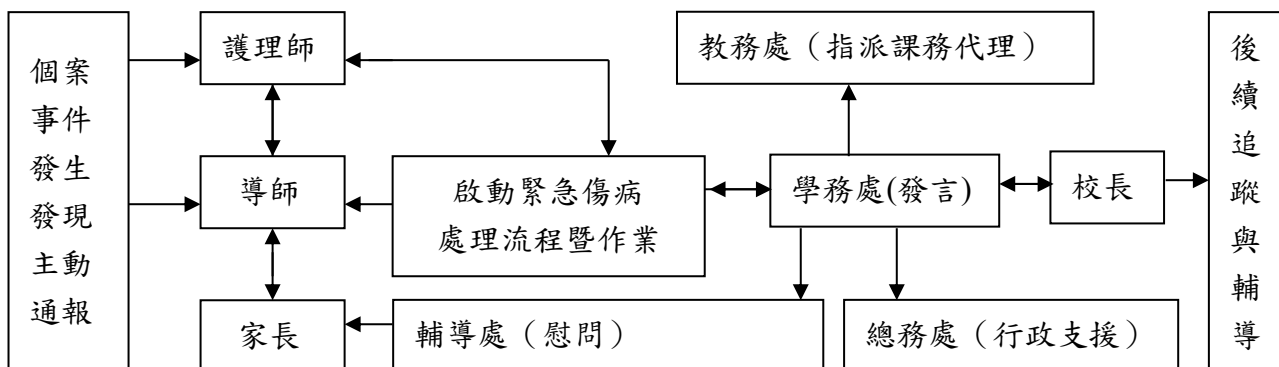 個案
事件
發生
發現
主動
通報
護理師
導師
家長
啟動緊急傷病
處理流程暨作業
輔導處（慰問）
教務處（指派課務代理）
學務處(發言)
總務處（行政支援）
校長
後
續
追
蹤
與
輔
導